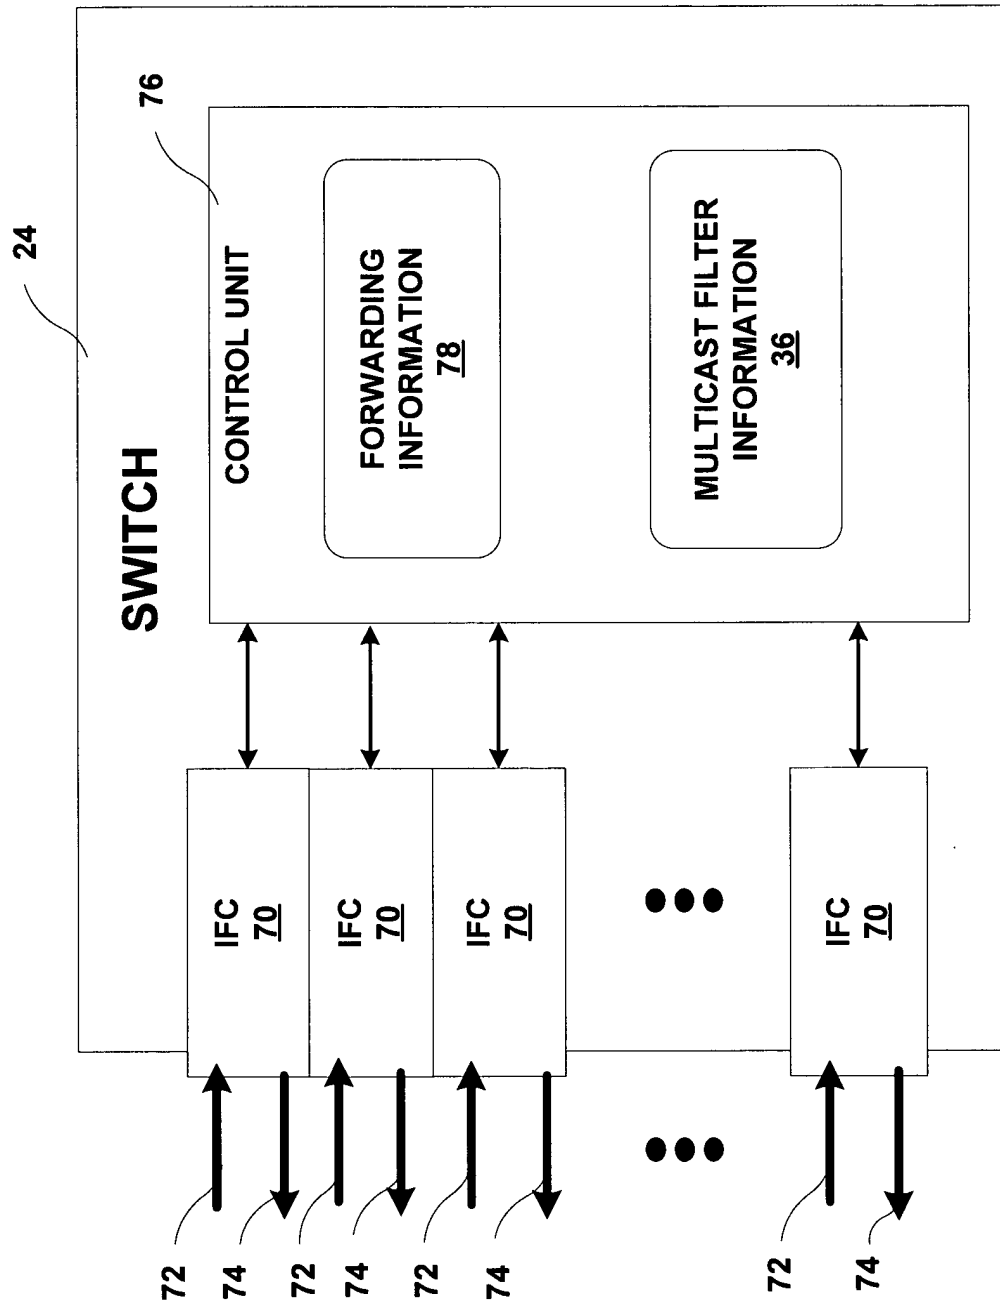 24
SWITCH
76
CONTROL UNIT
FORWARDING
INFORMATION
78
MULTICAST FILTER
INFORMATION
36
IFC
70
IFC
70
IFC
70
IFC
70
72
74
72
74
72
74
72
74